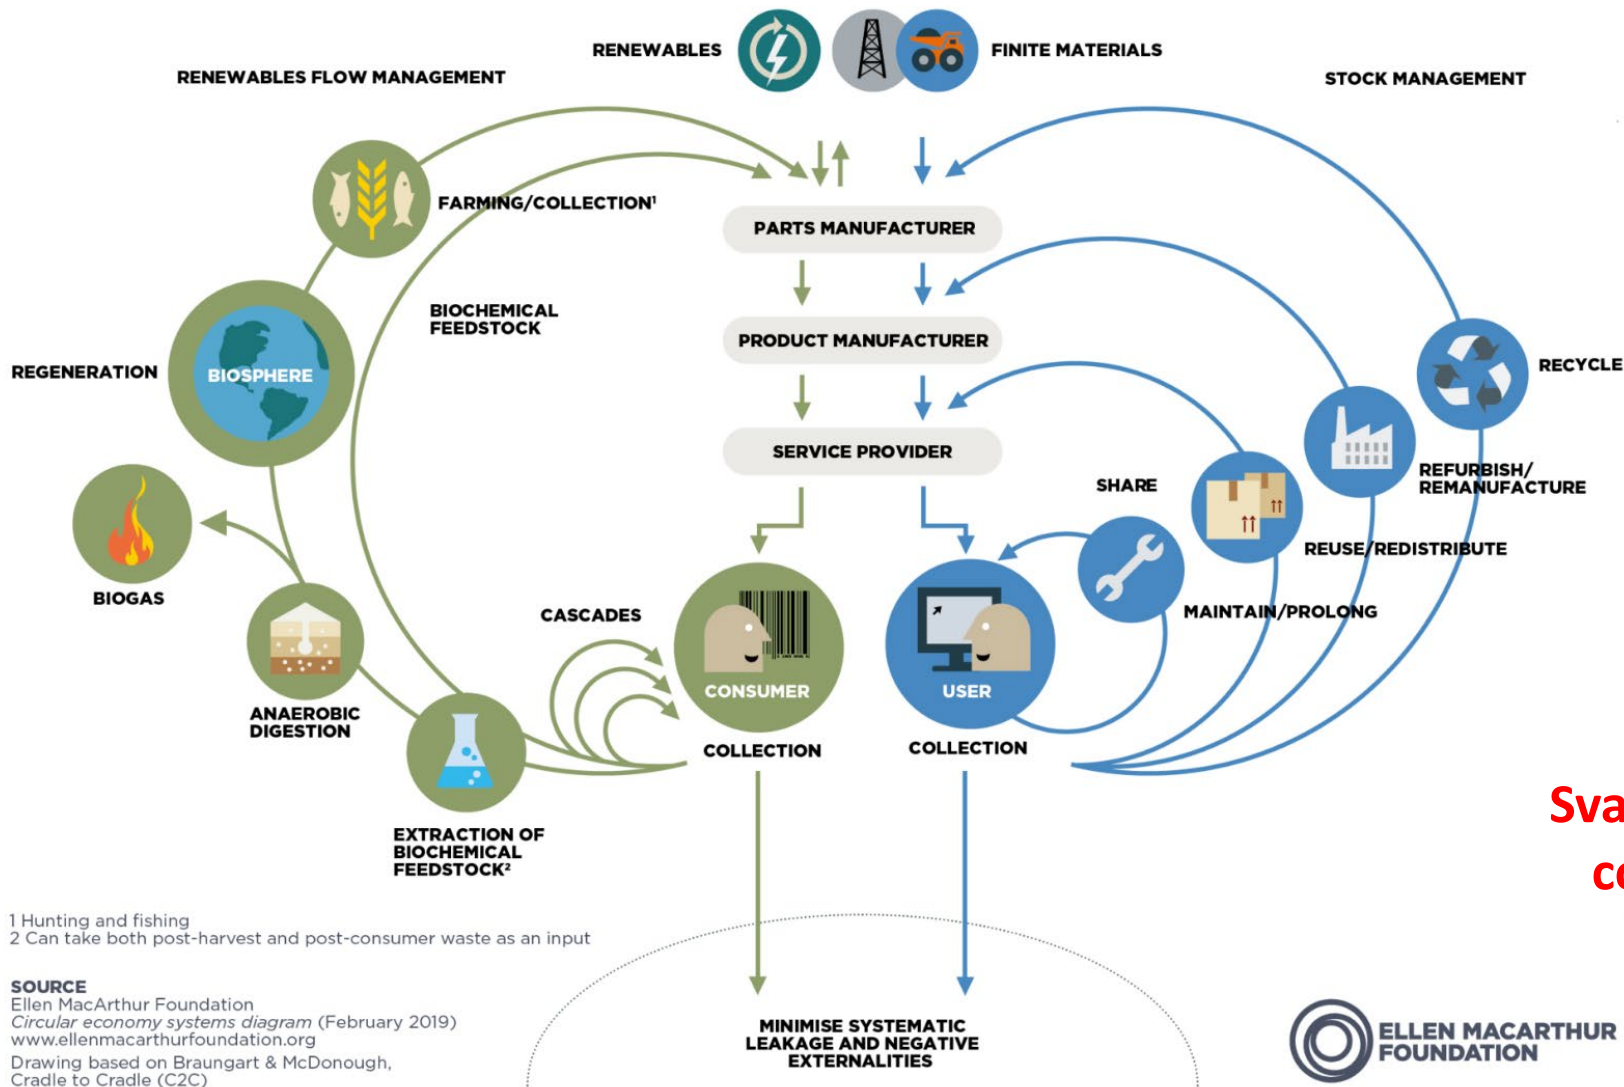 RENEWABLES
FINITE MATERIALS
RENEWABLES FLOW MANAGEMENT
STOCK MANAGEMENT
FARMING/COLLECTION¹
PARTS MANUFACTURER
BIOCHEMICAL
FEEDSTOCK
PRODUCT MANUFACTURER
REGENERATION
BIOSPHERE
RECYCLE
SERVICE PROVIDER
SHARE
REFURBISH/
REMANUFACTURE
REUSE/REDISTRIBUTE
BIOGAS
CASCADES
MAINTAIN/PROLONG
CONSUMER
USER
ANAEROBIC
DIGESTION
COLLECTION
COLLECTION
EXTRACTION OF
BIOCHEMICAL
FEEDSTOCK²
Sva
co
1 Hunting and fishing
2 Can take both post-harvest and post-consumer waste as an input
SOURCE
Ellen MacArthur Foundation
Circular economy systems diagram (February 2019)
www.ellenmacarthurfoundation.org
Drawing based on Braungart & McDonough,
Cradle to Cradle (C2C)
MINIMISE SYSTEMATIC
LEAKAGE AND NEGATIVE
EXTERNALITIES
ELLEN MACARTHUR
FOUNDATION